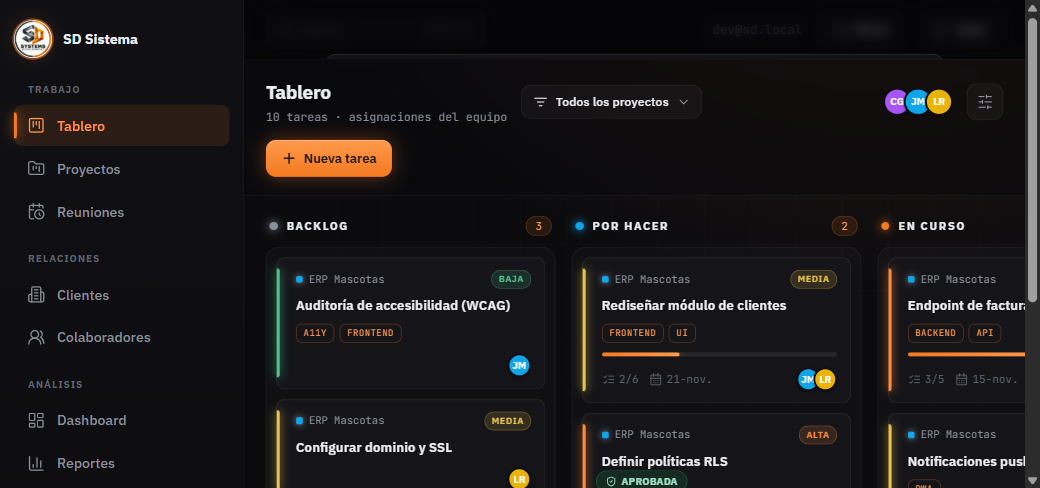 SD SYSTEMS
SD Sistema
TRABAJO
Tablero
Proyectos
Reuniones
RELACIONES
Clientes
Colaboradores
ANÁLISIS
Dashboard
Reportes
dev@sd.local
Tablero
10 tareas · asignaciones del equipo
Todos los proyectos
CG JM LR
+ Nueva tarea
BACKLOG 3
ERP Mascotas BAJA
Auditoría de accesibilidad (WCAG)
A11Y FRONTEND
JM
ERP Mascotas MEDIA
Configurar dominio y SSL
LR
POR HACER 2
ERP Mascotas MEDIA
Rediseñar módulo de clientes
FRONTEND UI
2/6 21-nov. JM LR
ERP Mascotas ALTA
Definir políticas RLS
APROBADA
EN CURSO
ERP Mascotas
Endpoint de factura
BACKEND API
3/5 15-nov.
ERP Mascotas
Notificaciones push
PWA